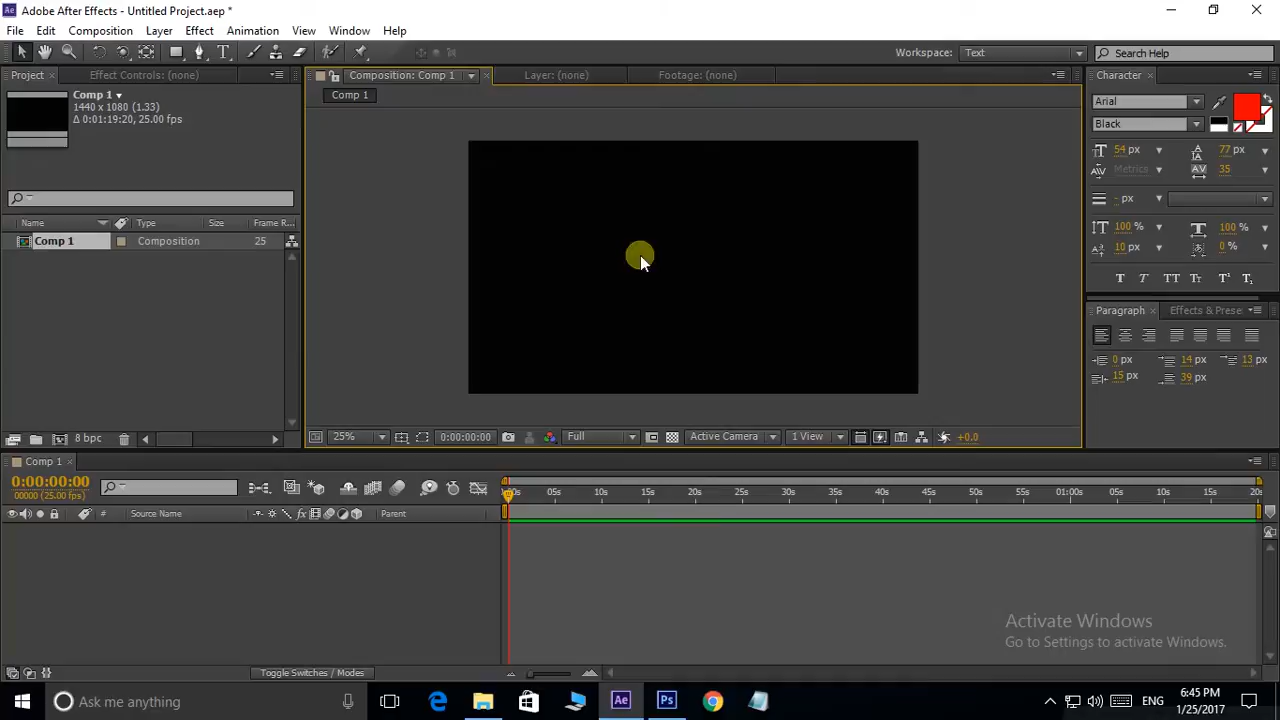 Adobe After Effects - Untitled Project.aep *
File Edit Composition Layer Effect Animation View Window Help
Workspace: Text Search Help
Project Effect Controls: (none) Composition: Comp 1 Layer: (none) Footage: (none) Character
Comp 1
1440 x 1080 (1.33)
Δ 0:01:19:20, 25.00 fps
Comp 1
Arial
Black
54 px 77 px
Metrics 35
- px
100 % 100 %
10 px 0 %
T T TT Tr T¹ T₁
Name Type Size Frame R...
Comp 1 Composition 25
Paragraph Effects & Prese
0 px 14 px 13 px
15 px 39 px
8 bpc
25% 0:00:00:00 Full Active Camera 1 View +0.0
Comp 1
0:00:00:00
00000 (25.00 fps)
05s 10s 15s 20s 25s 30s 35s 40s 45s 50s 55s 01:00s 05s 10s 15s 20s
# Source Name fx Parent
Activate Windows
Go to Settings to activate Windows.
Toggle Switches / Modes
Ask me anything Ae Ps ENG 6:45 PM
1/25/2017